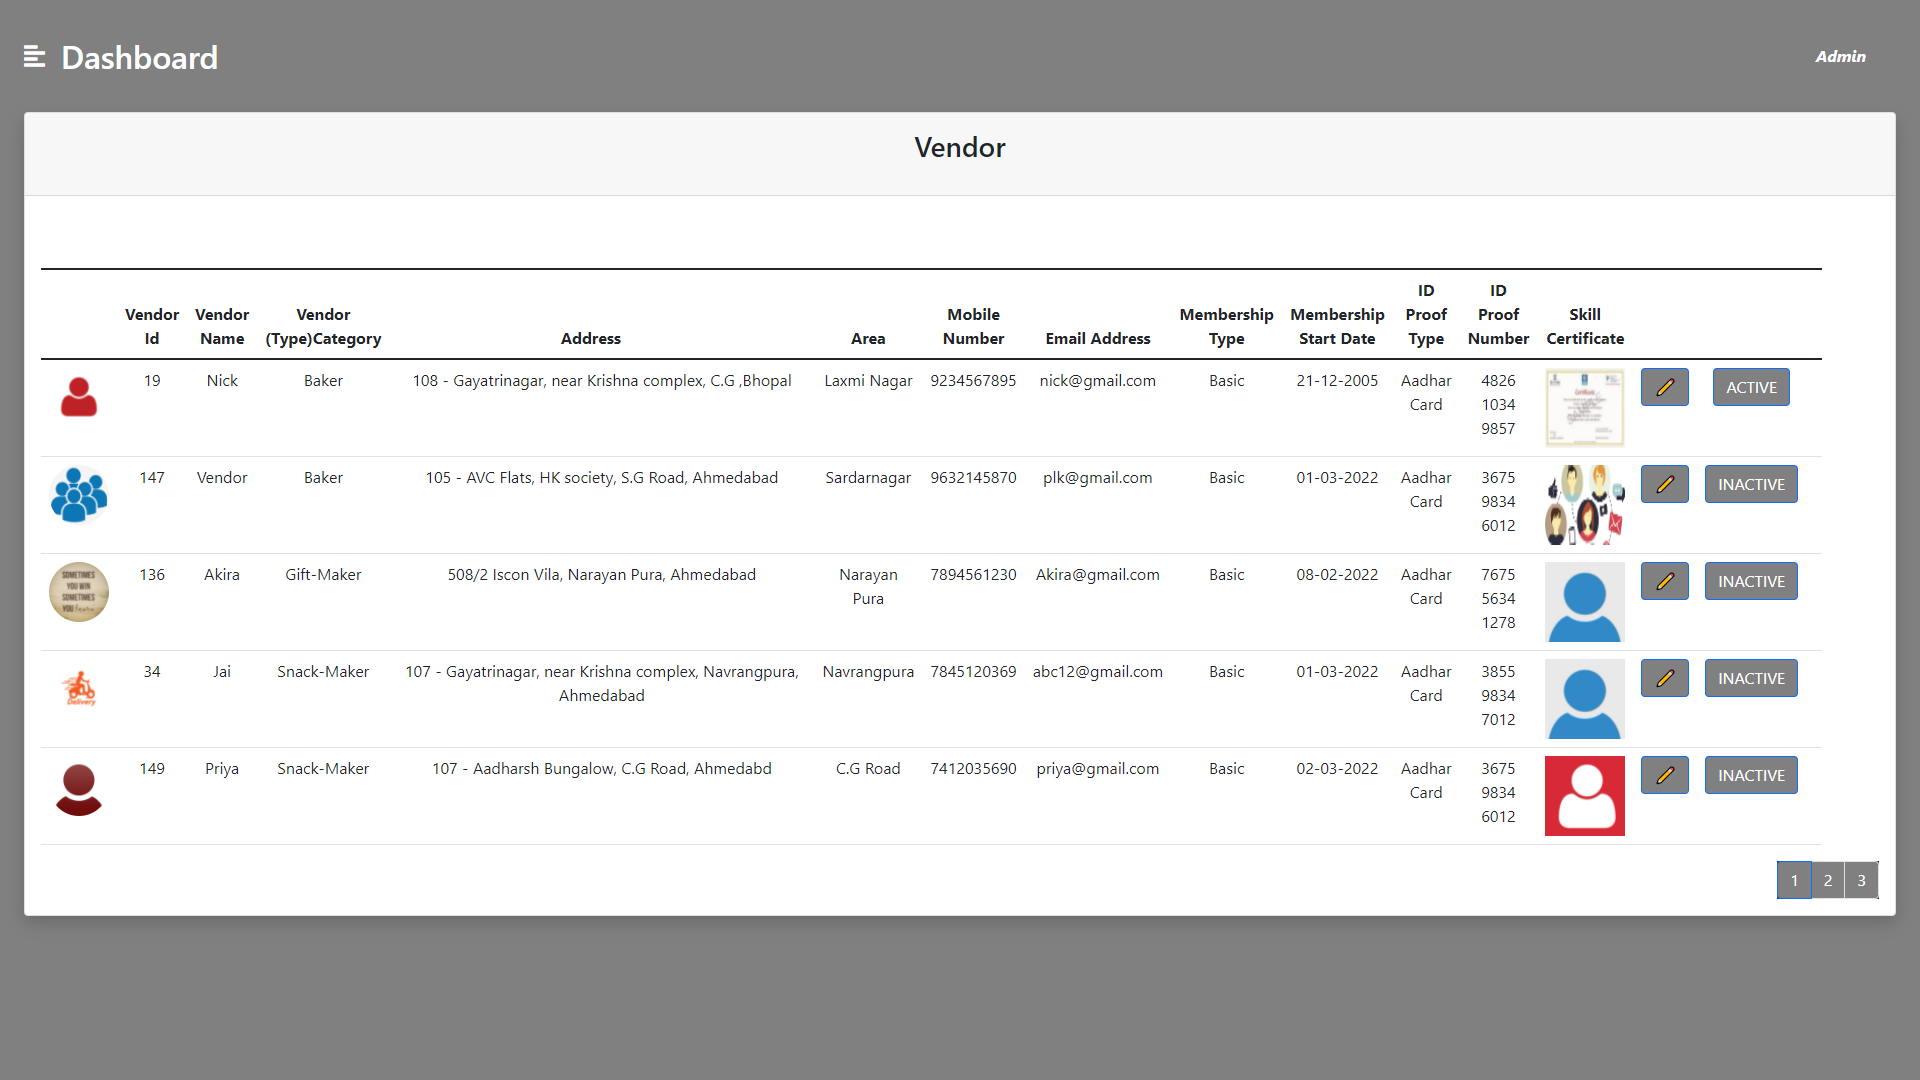 Dashboard
Admin
Vendor
Vendor Id
Vendor Name
Vendor (Type)Category
Address
Area
Mobile Number
Email Address
Membership Type
Membership Start Date
ID Proof Type
ID Proof Number
Skill Certificate
19
Nick
Baker
108 - Gayatrinagar, near Krishna complex, C.G ,Bhopal
Laxmi Nagar
9234567895
nick@gmail.com
Basic
21-12-2005
Aadhar Card
4826 1034 9857
Certificate
ACTIVE
147
Vendor
Baker
105 - AVC Flats, HK society, S.G Road, Ahmedabad
Sardarnagar
9632145870
plk@gmail.com
Basic
01-03-2022
Aadhar Card
3675 9834 6012
INACTIVE
SOMETIMES
YOU WIN
SOMETIMES
YOU learn
136
Akira
Gift-Maker
508/2 Iscon Vila, Narayan Pura, Ahmedabad
Narayan Pura
7894561230
Akira@gmail.com
Basic
08-02-2022
Aadhar Card
7675 5634 1278
INACTIVE
Delivery
34
Jai
Snack-Maker
107 - Gayatrinagar, near Krishna complex, Navrangpura, Ahmedabad
Navrangpura
7845120369
abc12@gmail.com
Basic
01-03-2022
Aadhar Card
3855 9834 7012
INACTIVE
149
Priya
Snack-Maker
107 - Aadharsh Bungalow, C.G Road, Ahmedabd
C.G Road
7412035690
priya@gmail.com
Basic
02-03-2022
Aadhar Card
3675 9834 6012
INACTIVE
1 2 3